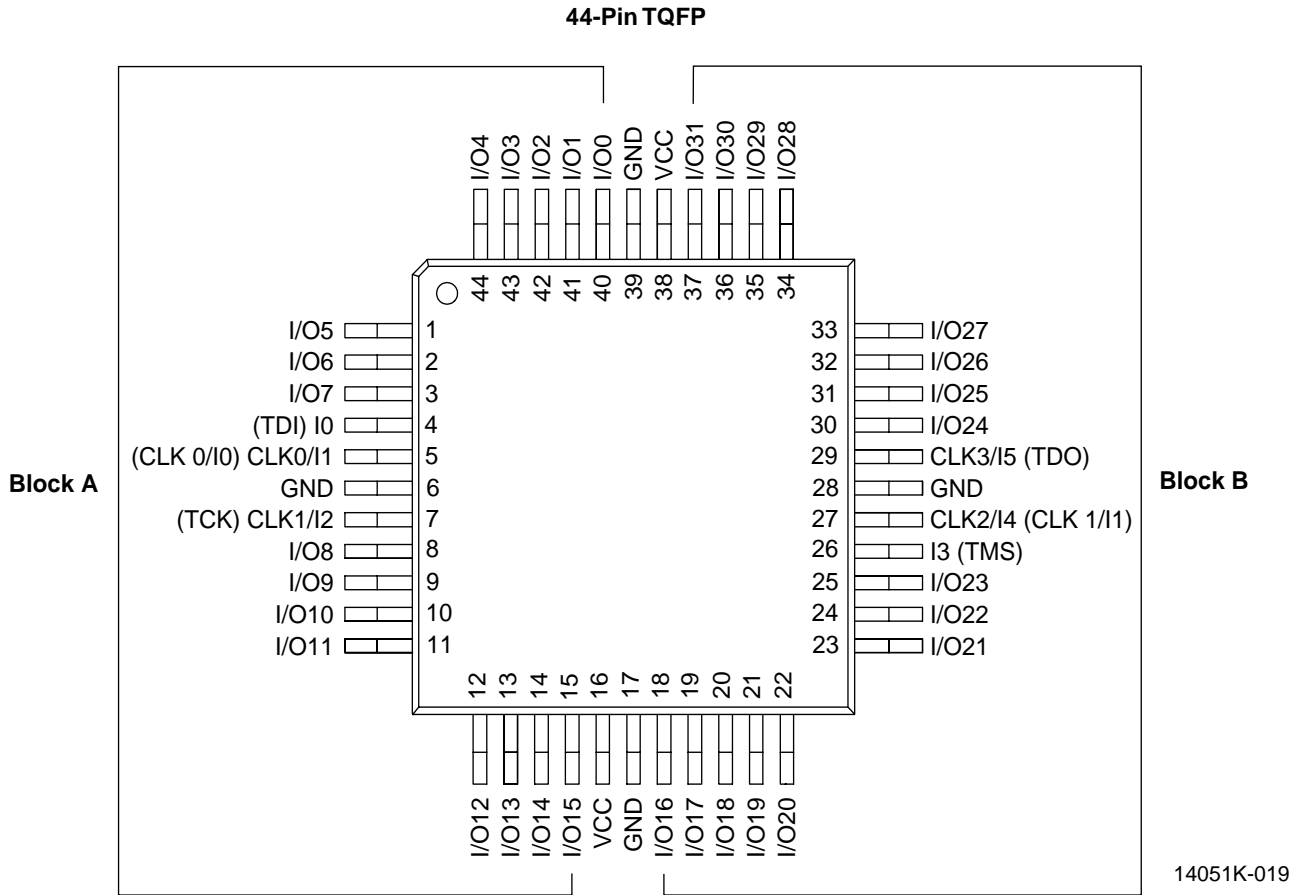 44-Pin TQFP
I/O4
I/O3
I/O2
I/O1
I/O0
GND
VCC
I/O31
I/O30
I/O29
I/O28
44
43
42
41
40
39
38
37
36
35
34
I/O5 1
I/O6 2
I/O7 3
(TDI) I0 4
(CLK 0/I0) CLK0/I1 5
GND 6
(TCK) CLK1/I2 7
I/O8 8
I/O9 9
I/O10 10
I/O11 11
Block A
33 I/O27
32 I/O26
31 I/O25
30 I/O24
29 CLK3/I5 (TDO)
28 GND
27 CLK2/I4 (CLK 1/I1)
26 I3 (TMS)
25 I/O23
24 I/O22
23 I/O21
Block B
12
13
14
15
16
17
18
19
20
21
22
I/O12
I/O13
I/O14
I/O15
VCC
GND
I/O16
I/O17
I/O18
I/O19
I/O20
14051K-019